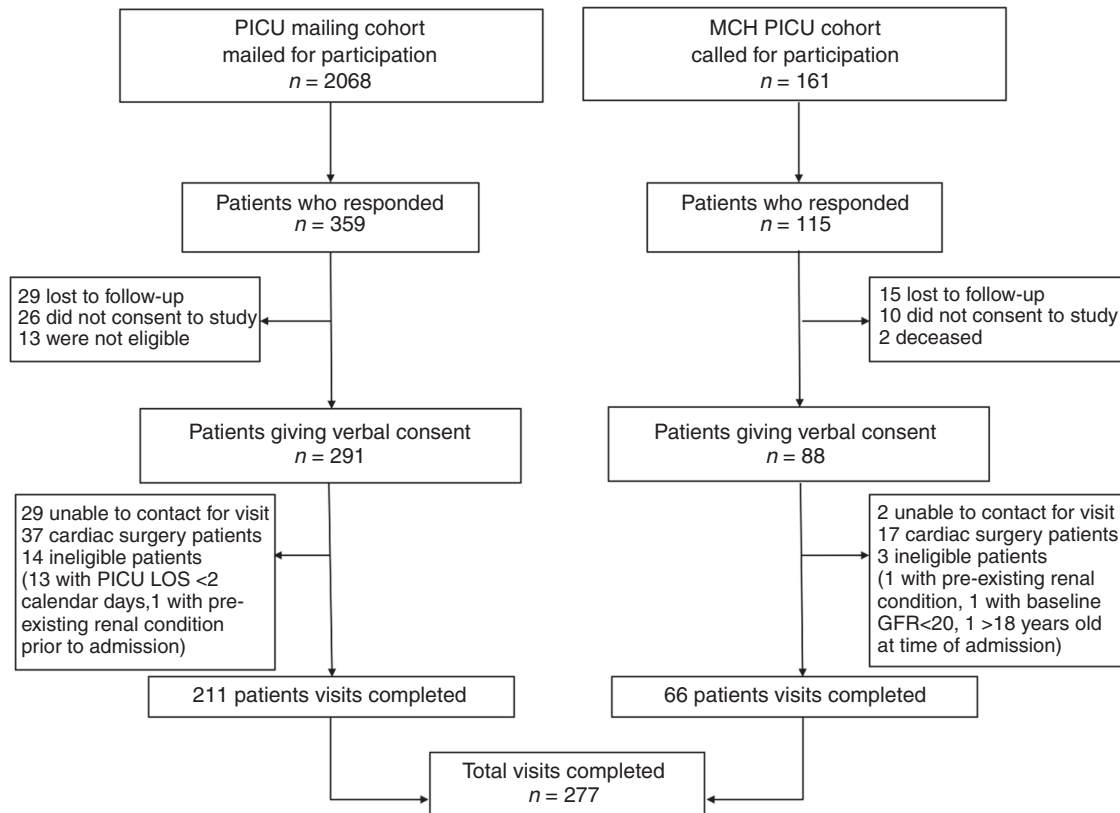 PICU mailing cohort
mailed for participation
n = 2068
MCH PICU cohort
called for participation
n = 161
Patients who responded
n = 359
Patients who responded
n = 115
29 lost to follow-up
26 did not consent to study
13 were not eligible
15 lost to follow-up
10 did not consent to study
2 deceased
Patients giving verbal consent
n = 291
Patients giving verbal consent
n = 88
29 unable to contact for visit
37 cardiac surgery patients
14 ineligible patients
(13 with PICU LOS <2
calendar days,1 with pre-
existing renal condition
prior to admission)
2 unable to contact for visit
17 cardiac surgery patients
3 ineligible patients
(1 with pre-existing renal
condition, 1 with baseline
GFR<20, 1 >18 years old
at time of admission)
211 patients visits completed
66 patients visits completed
Total visits completed
n = 277